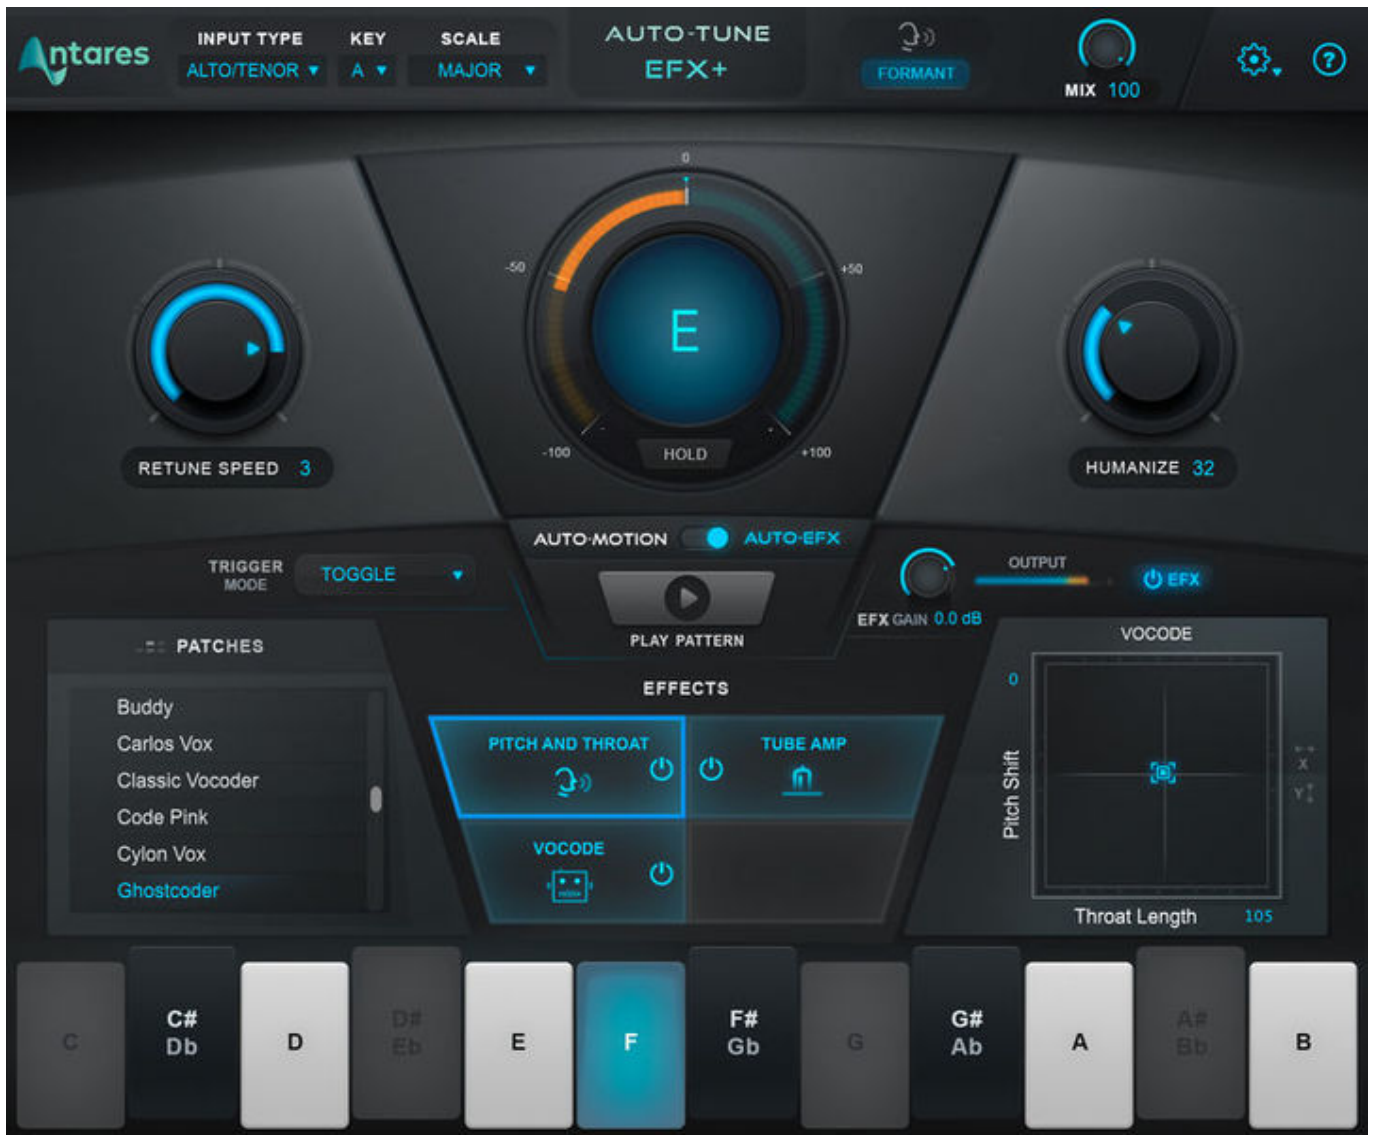 Antares
INPUT TYPE KEY SCALE
ALTO/TENOR A MAJOR
AUTO-TUNE
EFX+
FORMANT
MIX 100
?
0
-50 +50
E
-100 +100
HOLD
RETUNE SPEED 3
HUMANIZE 32
AUTO-MOTION AUTO-EFX
TRIGGER
MODE
TOGGLE
PLAY PATTERN
EFX GAIN 0.0 dB
OUTPUT
EFX
PATCHES
Buddy
Carlos Vox
Classic Vocoder
Code Pink
Cylon Vox
Ghostcoder
EFFECTS
PITCH AND THROAT TUBE AMP
VOCODE
VOCODE
0
Pitch Shift
X
Y
Throat Length 105
C
C#
Db
D
D#
Eb
E
F
F#
Gb
G
G#
Ab
A
A#
Bb
B